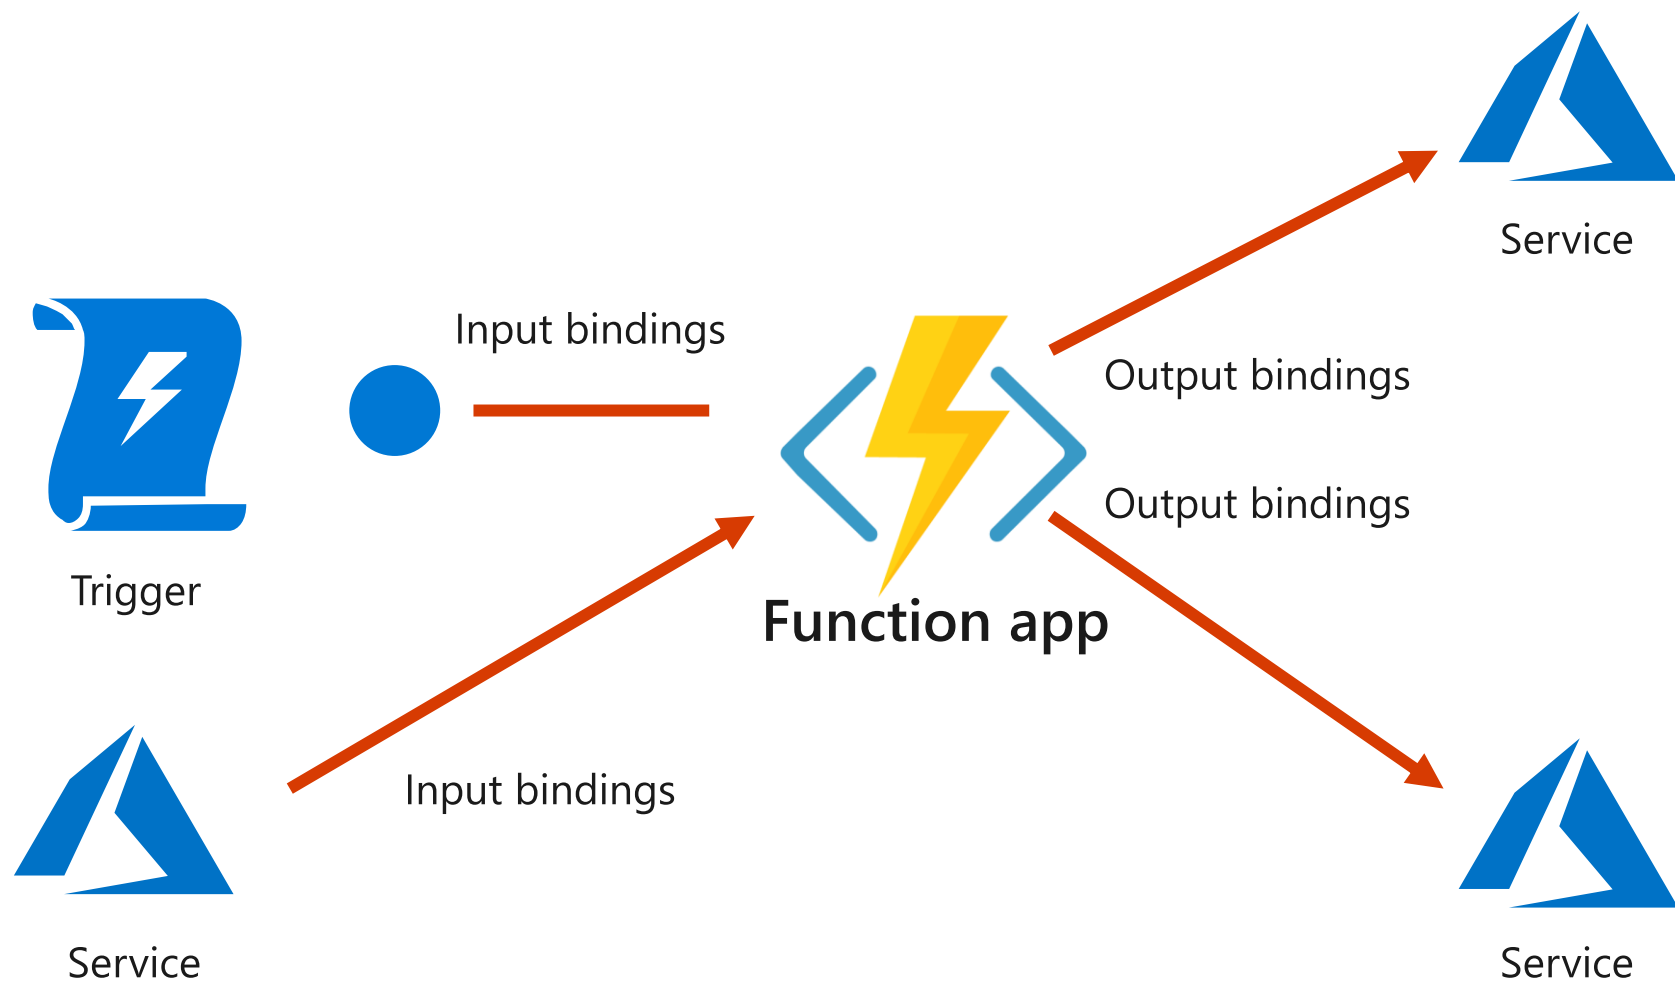 Service
Input bindings
Output bindings
Output bindings
Trigger
Function app
Input bindings
Service
Service